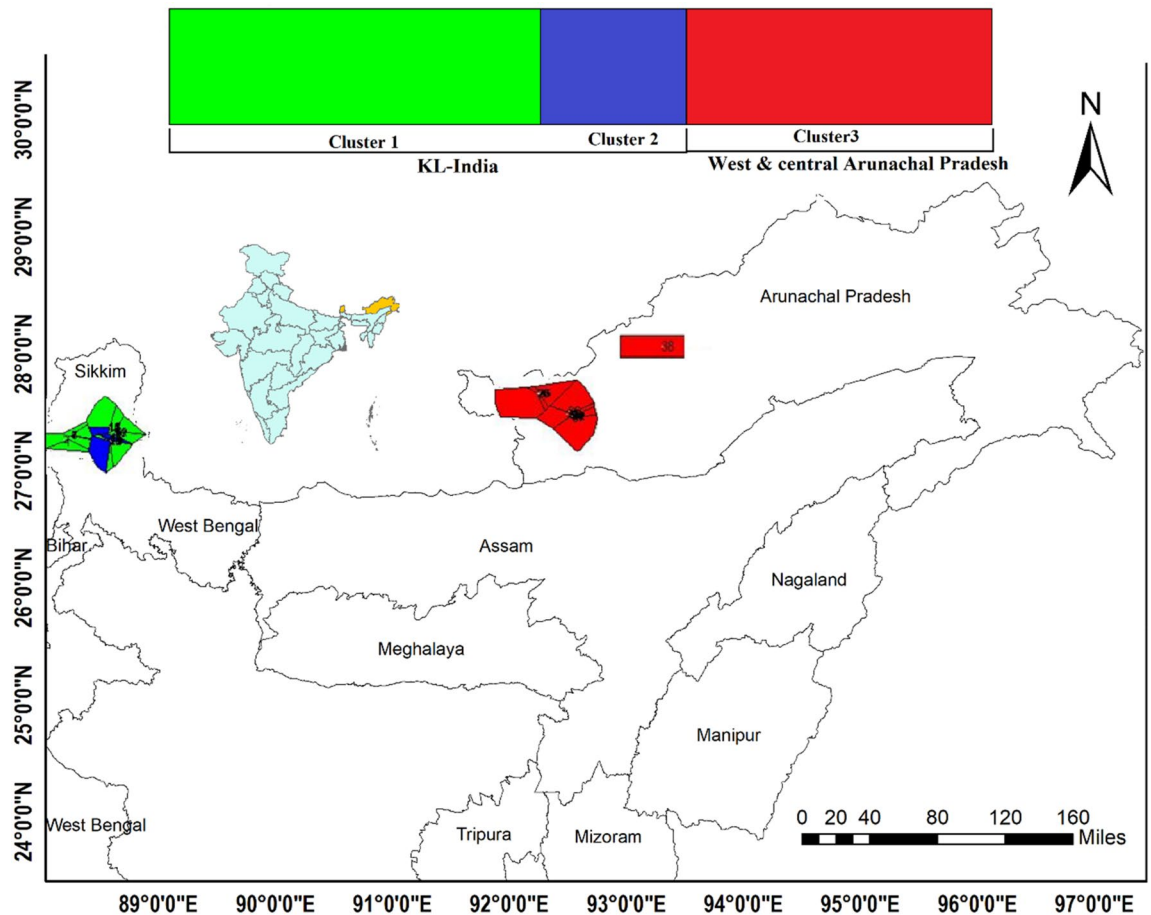 Cluster 1
Cluster 2
Cluster3
KL-India
West & central Arunachal Pradesh
N
30°0'0"N
29°0'0"N
28°0'0"N
27°0'0"N
26°0'0"N
25°0'0"N
24°0'0"N
Arunachal Pradesh
38
Sikkim
West Bengal
Bihar
Assam
Nagaland
Meghalaya
Manipur
West Bengal
Tripura
Mizoram
0 20 40 80 120 160
Miles
89°0'0"E 90°0'0"E 91°0'0"E 92°0'0"E 93°0'0"E 94°0'0"E 95°0'0"E 96°0'0"E 97°0'0"E